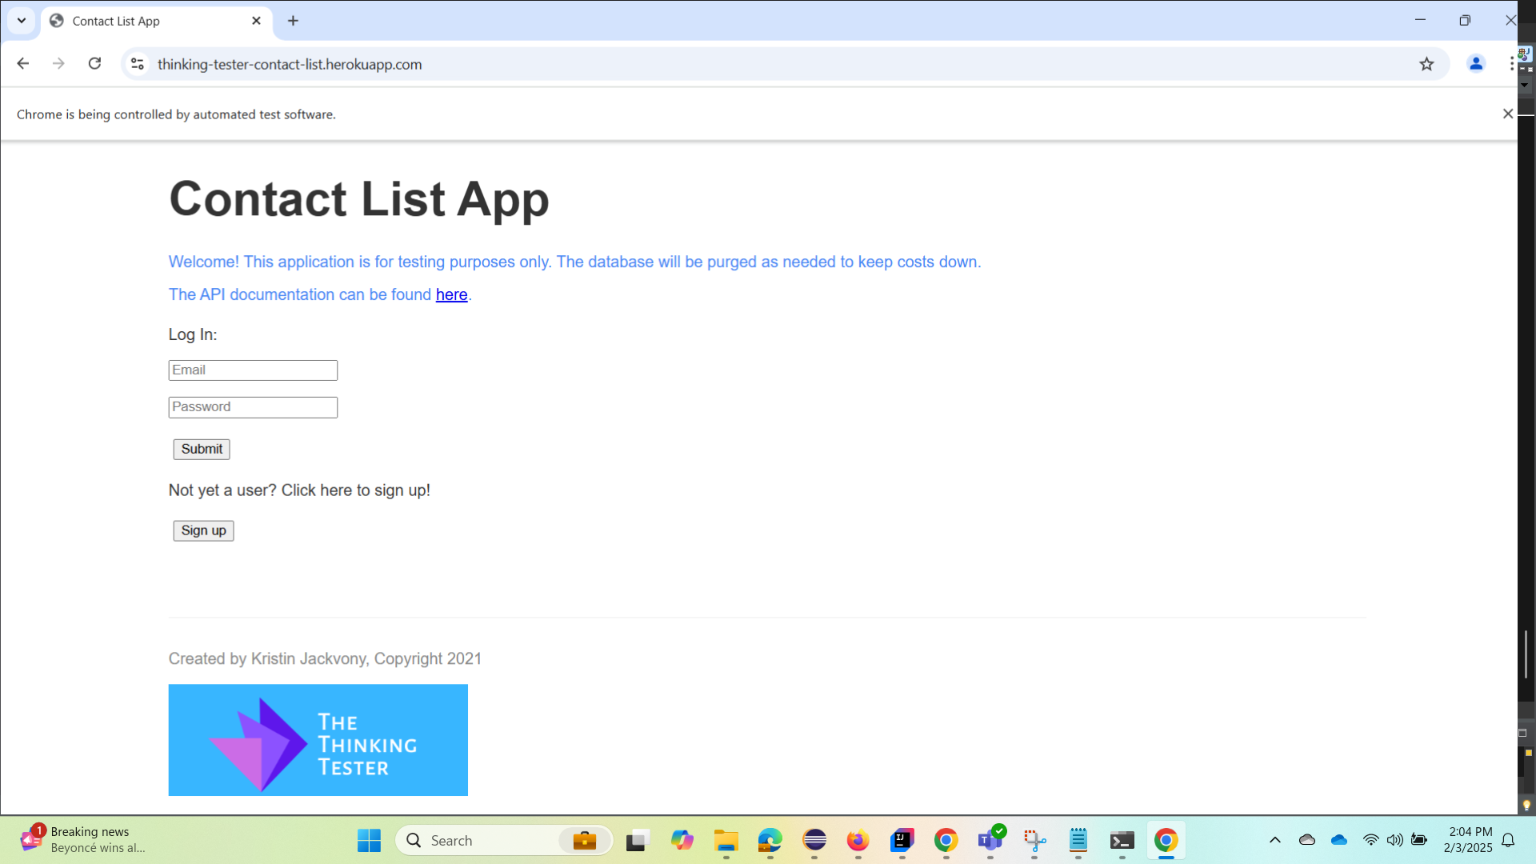 Contact List App
thinking-tester-contact-list.herokuapp.com
Chrome is being controlled by automated test software.
Contact List App
Welcome! This application is for testing purposes only. The database will be purged as needed to keep costs down.
The API documentation can be found here.
Log In:
Email
Password
Submit
Not yet a user? Click here to sign up!
Sign up
Created by Kristin Jackvony, Copyright 2021
THE
THINKING
TESTER
1
Breaking news
Beyoncé wins al...
Search
2:04 PM
2/3/2025